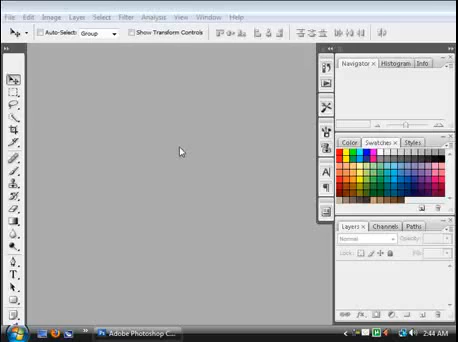 File Edit Image Layer Select Filter Analysis View Window Help
Auto-Select: Group Show Transform Controls
Navigator × Histogram Info
Color Swatches × Styles
Layers × Channels Paths
Normal Opacity:
Lock: Fill:
Adobe Photoshop C... 2:44 AM